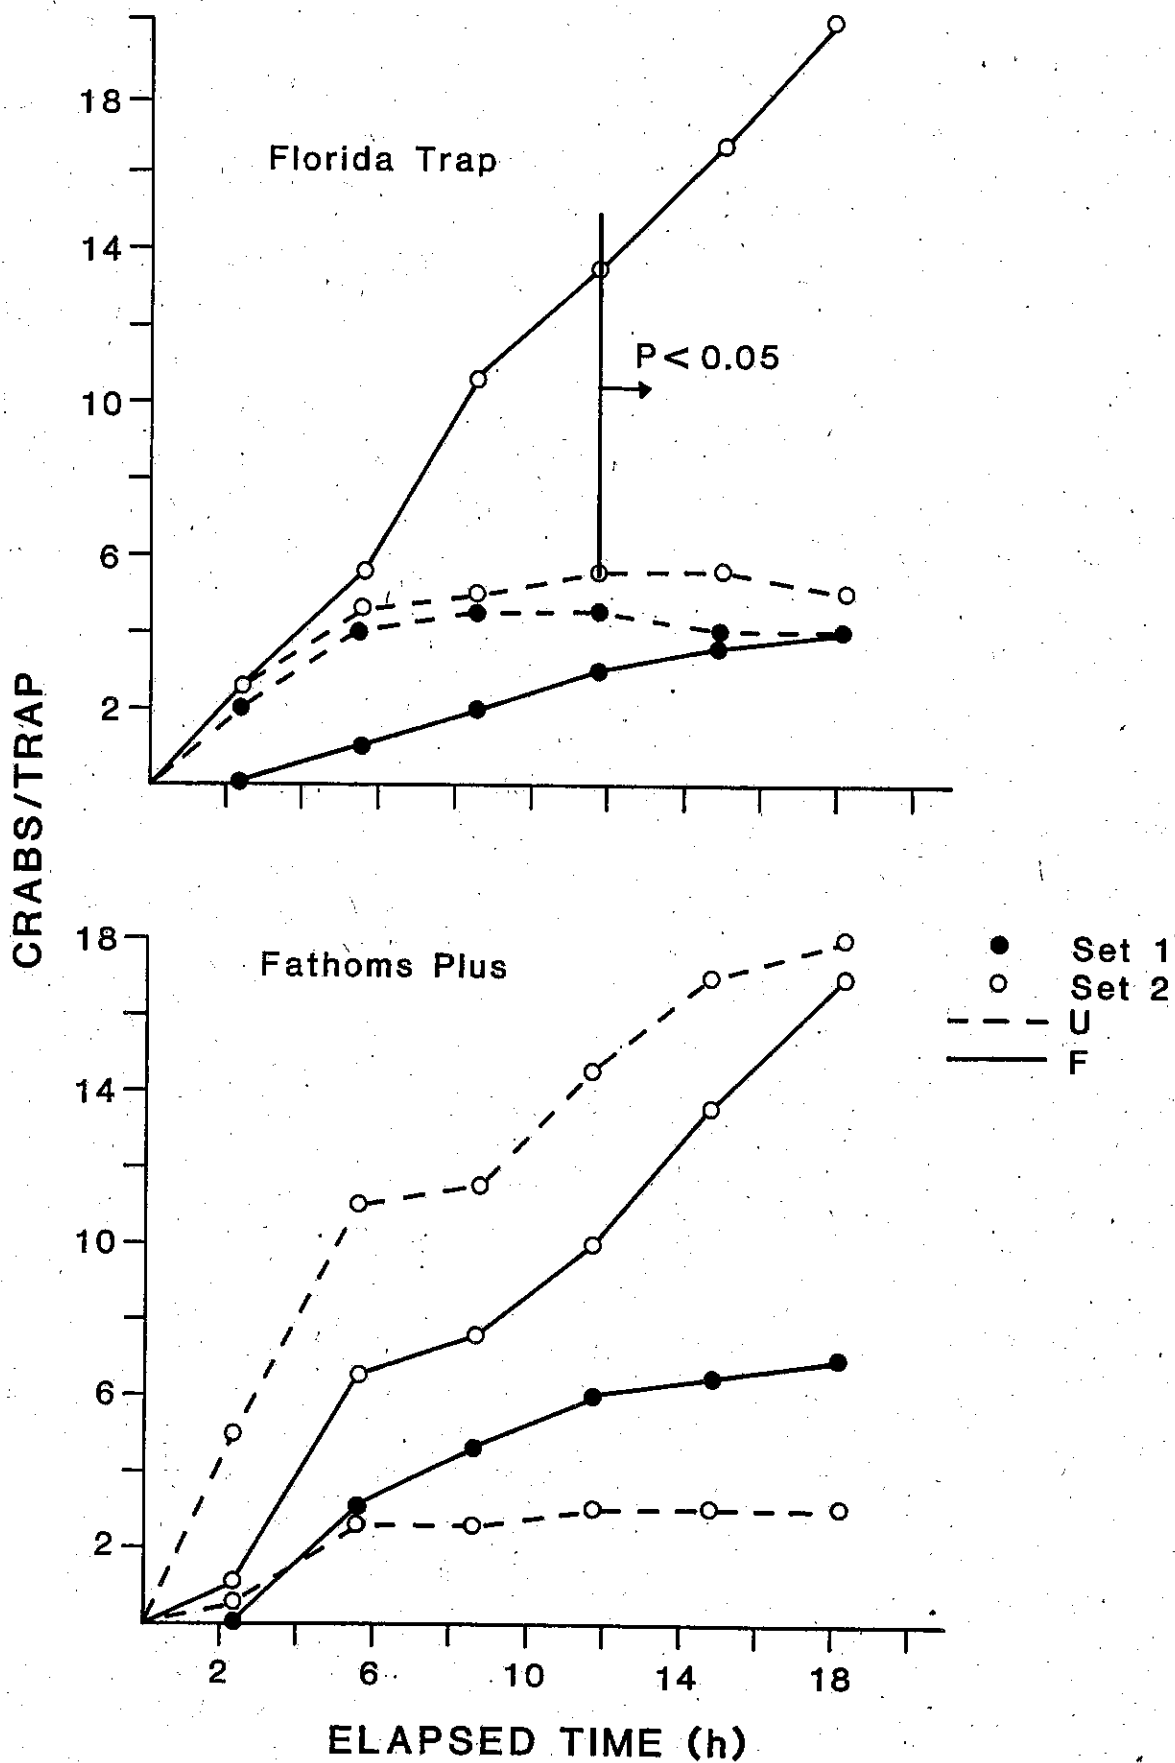 18
Florida Trap
14
P < 0.05
10
6
2
CRABS/TRAP
18
Fathoms Plus
Set 1
Set 2
U
F
14
10
6
2
2 6 10 14 18
ELAPSED TIME (h)